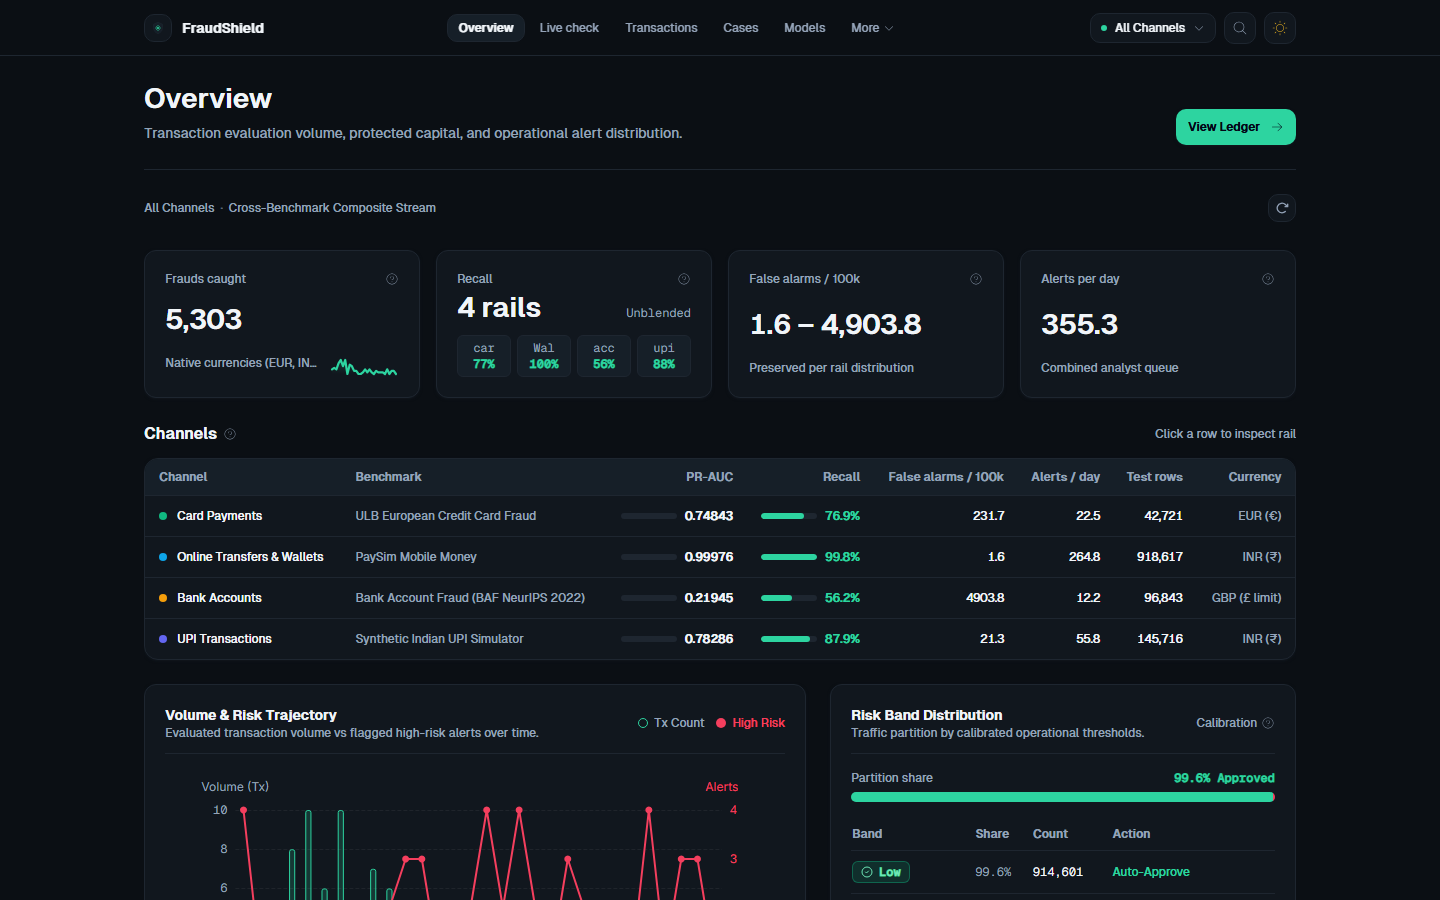 FraudShield
Overview
Live check
Transactions
Cases
Models
More
All Channels
Overview
Transaction evaluation volume, protected capital, and operational alert distribution.
View Ledger
All Channels · Cross-Benchmark Composite Stream
Frauds caught
5,303
Native currencies (EUR, IN...
Recall
4 rails
Unblended
car
77%
Wal
100%
acc
56%
upi
88%
False alarms / 100k
1.6 – 4,903.8
Preserved per rail distribution
Alerts per day
355.3
Combined analyst queue
Channels
Click a row to inspect rail
Channel Benchmark PR-AUC Recall False alarms / 100k Alerts / day Test rows Currency
Card Payments ULB European Credit Card Fraud 0.74843 76.9% 231.7 22.5 42,721 EUR (€)
Online Transfers & Wallets PaySim Mobile Money 0.99976 99.8% 1.6 264.8 918,617 INR (₹)
Bank Accounts Bank Account Fraud (BAF NeurIPS 2022) 0.21945 56.2% 4903.8 12.2 96,843 GBP (£ limit)
UPI Transactions Synthetic Indian UPI Simulator 0.78286 87.9% 21.3 55.8 145,716 INR (₹)
Volume & Risk Trajectory
Evaluated transaction volume vs flagged high-risk alerts over time.
Tx Count
High Risk
Volume (Tx)
Alerts
10
8
6
4
3
Risk Band Distribution
Traffic partition by calibrated operational thresholds.
Calibration
Partition share
99.6% Approved
Band Share Count Action
Low 99.6% 914,601 Auto-Approve